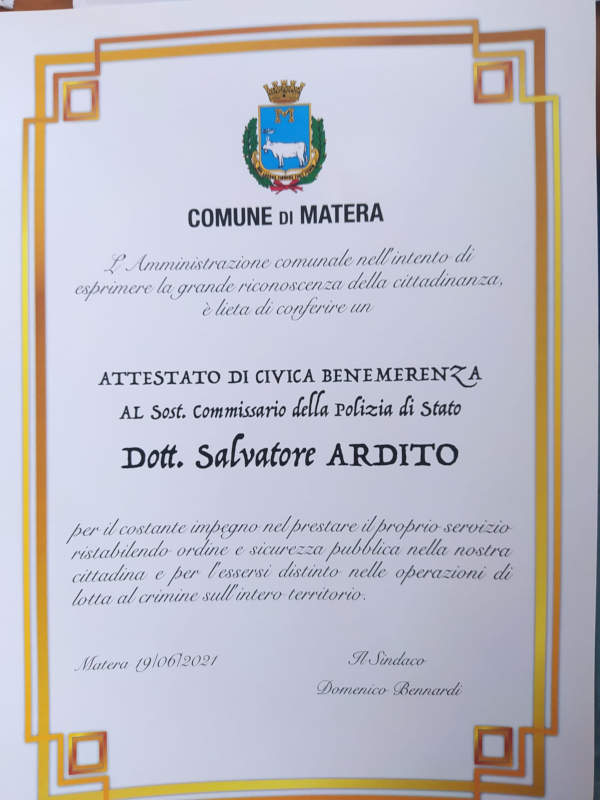 M
COMUNE DI MATERA
L'Amministrazione comunale nell'intento di
esprimere la grande riconoscenza della cittadinanza,
è lieta di conferire un
ATTESTATO DI CIVICA BENEMERENZA
AL Sost. Commissario della Polizia di Stato
Dott. Salvatore ARDITO
per il costante impegno nel prestare il proprio servizio
ristabilendo ordine e sicurezza pubblica nella nostra
cittadina e per l'essersi distinto nelle operazioni di
lotta al crimine sull'intero territorio.
Matera 19/06/2021
Il Sindaco
Domenico Bennardi